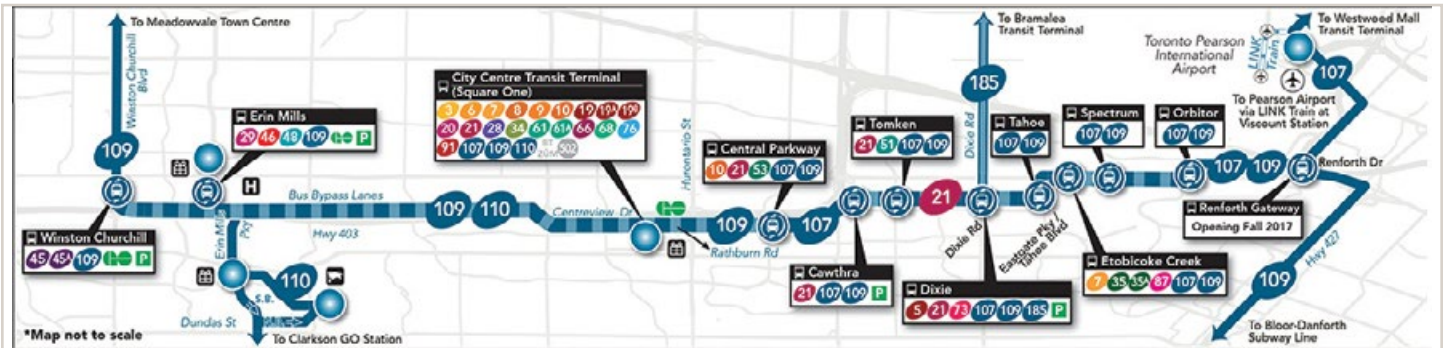 To Meadowvale Town Centre
Winston Churchill
Blvd
109
Winston Churchill
45 45A 109 GO P
Erin Mills
29 46 48 109 GO P
H
Bus Bypass Lanes
Hwy 403
Erin Mills
Pky
110
S.B.
Dundas St
To Clarkson GO Station
*Map not to scale
109 110
City Centre Transit Terminal
(Square One)
3 6 7 8 9 10 19 19A 19B
20 21 28 34 61 61A 66 68 76
91 107 109 110 502
Centreview Dr
Hurontario St
GO
Rathburn Rd
109
107
Central Parkway
10 21 53 107 109
Cawthra
21 107 109 P
Tomken
21 51 107 109
21
To Bramalea
Transit Terminal
185
Dixie Rd
Dixie Rd
Dixie
5 21 73 107 109 185 P
Tahoe
107 109
Eastgate Pky /
Tahoe Blvd
Spectrum
107 109
Etobicoke Creek
7 35 35A 87 107 109
Orbitor
107 109
107 109
Renforth Dr
Renforth Gateway
Opening Fall 2017
Toronto Pearson
International
Airport
LINK
Train
To Westwood Mall
Transit Terminal
107
To Pearson Airport
via LINK Train at
Viscount Station
Hwy 427
109
To Bloor-Danforth
Subway Line